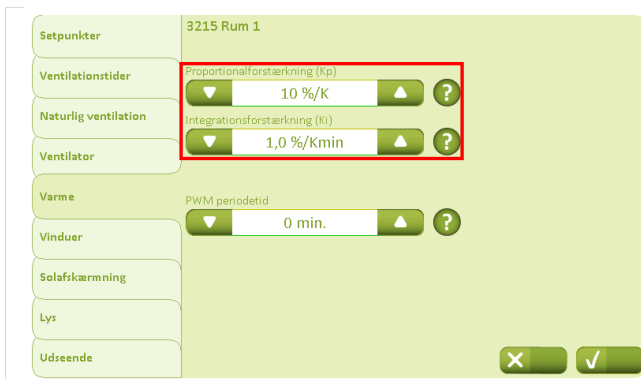 3215 Rum 1
Setpunkter
Ventilationstider
Naturlig ventilation
Ventilator
Varme
Vinduer
Solafskærmning
Lys
Udseende
Proportionalforstærkning (Kp)
10 %/K
?
Integrationsforstærkning (Ki)
1,0 %/Kmin
?
PWM periodetid
0 min.
?